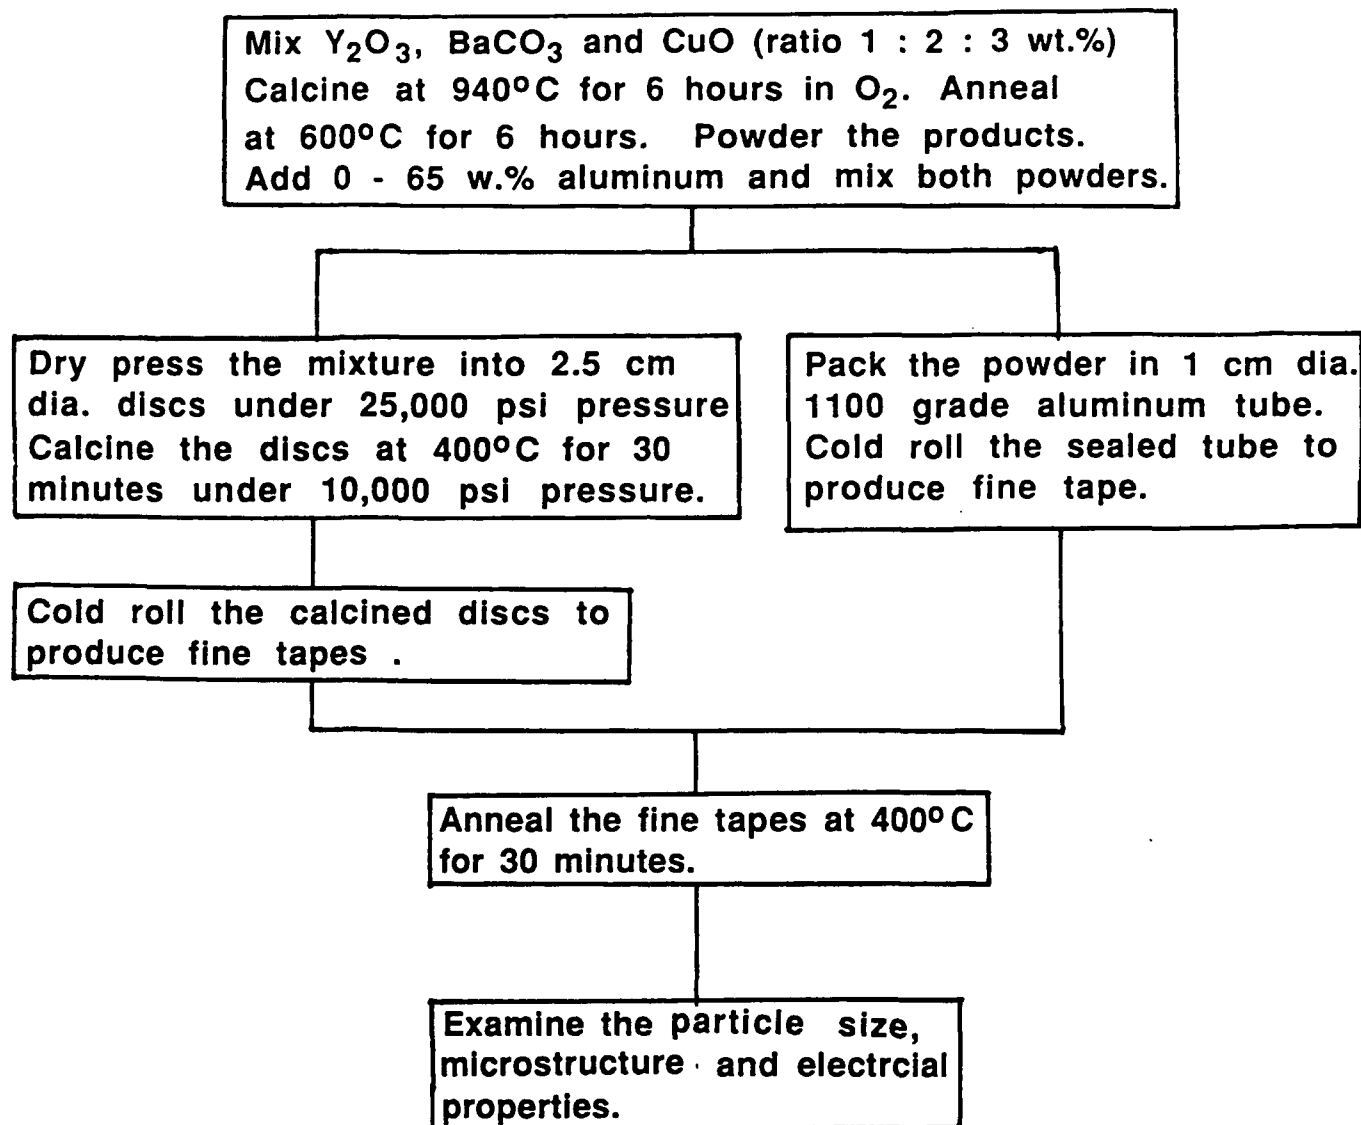 Mix Y₂O₃, BaCO₃ and CuO (ratio 1 : 2 : 3 wt.%)
Calcine at 940ºC for 6 hours in O₂. Anneal
at 600ºC for 6 hours. Powder the products.
Add 0 - 65 w.% aluminum and mix both powders.
Dry press the mixture into 2.5 cm
dia. discs under 25,000 psi pressure
Calcine the discs at 400ºC for 30
minutes under 10,000 psi pressure.
Pack the powder in 1 cm dia.
1100 grade aluminum tube.
Cold roll the sealed tube to
produce fine tape.
Cold roll the calcined discs to
produce fine tapes .
Anneal the fine tapes at 400ºC
for 30 minutes.
Examine the particle size,
microstructure and electrcial
properties.